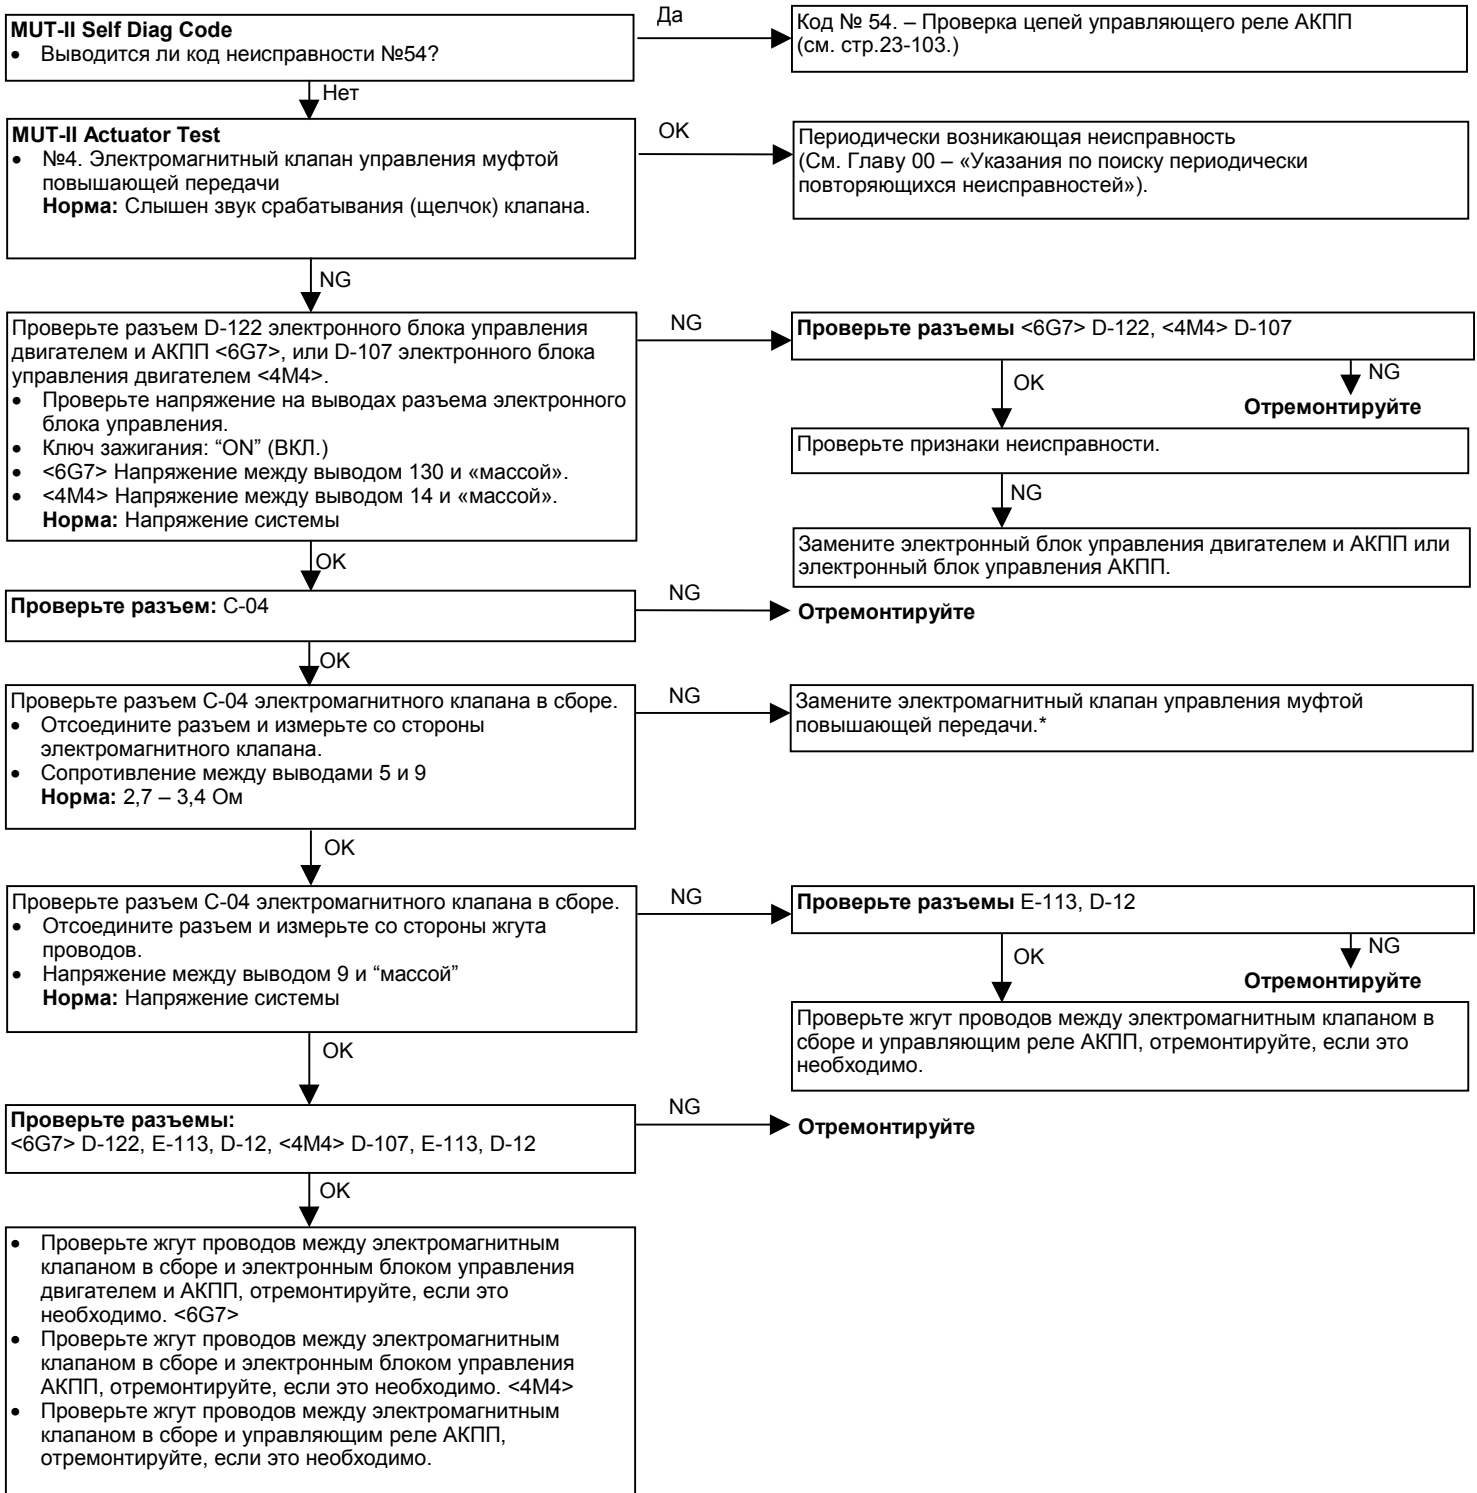 MUT-II Self Diag Code
• Выводится ли код неисправности №54?
Да
Код № 54. – Проверка цепей управляющего реле АКПП
(см. стр.23-103.)
Нет
MUT-II Actuator Test
• №4. Электромагнитный клапан управления муфтой
повышающей передачи
Норма: Слышен звук срабатывания (щелчок) клапана.
OK
Периодически возникающая неисправность
(См. Главу 00 – «Указания по поиску периодически
повторяющихся неисправностей»).
NG
Проверьте разъем D-122 электронного блока управления
двигателем и АКПП <6G7>, или D-107 электронного блока
управления двигателем <4M4>.
• Проверьте напряжение на выводах разъема электронного
блока управления.
• Ключ зажигания: “ON” (ВКЛ.)
• <6G7> Напряжение между выводом 130 и «массой».
• <4M4> Напряжение между выводом 14 и «массой».
Норма: Напряжение системы
NG
Проверьте разъемы <6G7> D-122, <4M4> D-107
OK
NG
Отремонтируйте
Проверьте признаки неисправности.
NG
Замените электронный блок управления двигателем и АКПП или
электронный блок управления АКПП.
OK
Проверьте разъем: C-04
NG
Отремонтируйте
OK
Проверьте разъем C-04 электромагнитного клапана в сборе.
• Отсоедините разъем и измерьте со стороны
электромагнитного клапана.
• Сопротивление между выводами 5 и 9
Норма: 2,7 – 3,4 Ом
NG
Замените электромагнитный клапан управления муфтой
повышающей передачи.*
OK
Проверьте разъем C-04 электромагнитного клапана в сборе.
• Отсоедините разъем и измерьте со стороны жгута
проводов.
• Напряжение между выводом 9 и “массой”
Норма: Напряжение системы
NG
Проверьте разъемы E-113, D-12
OK
NG
Отремонтируйте
Проверьте жгут проводов между электромагнитным клапаном в
сборе и управляющим реле АКПП, отремонтируйте, если это
необходимо.
OK
Проверьте разъемы:
<6G7> D-122, E-113, D-12, <4M4> D-107, E-113, D-12
NG
Отремонтируйте
OK
• Проверьте жгут проводов между электромагнитным
клапаном в сборе и электронным блоком управления
двигателем и АКПП, отремонтируйте, если это
необходимо. <6G7>
• Проверьте жгут проводов между электромагнитным
клапаном в сборе и электронным блоком управления
АКПП, отремонтируйте, если это необходимо. <4M4>
• Проверьте жгут проводов между электромагнитным
клапаном в сборе и управляющим реле АКПП,
отремонтируйте, если это необходимо.